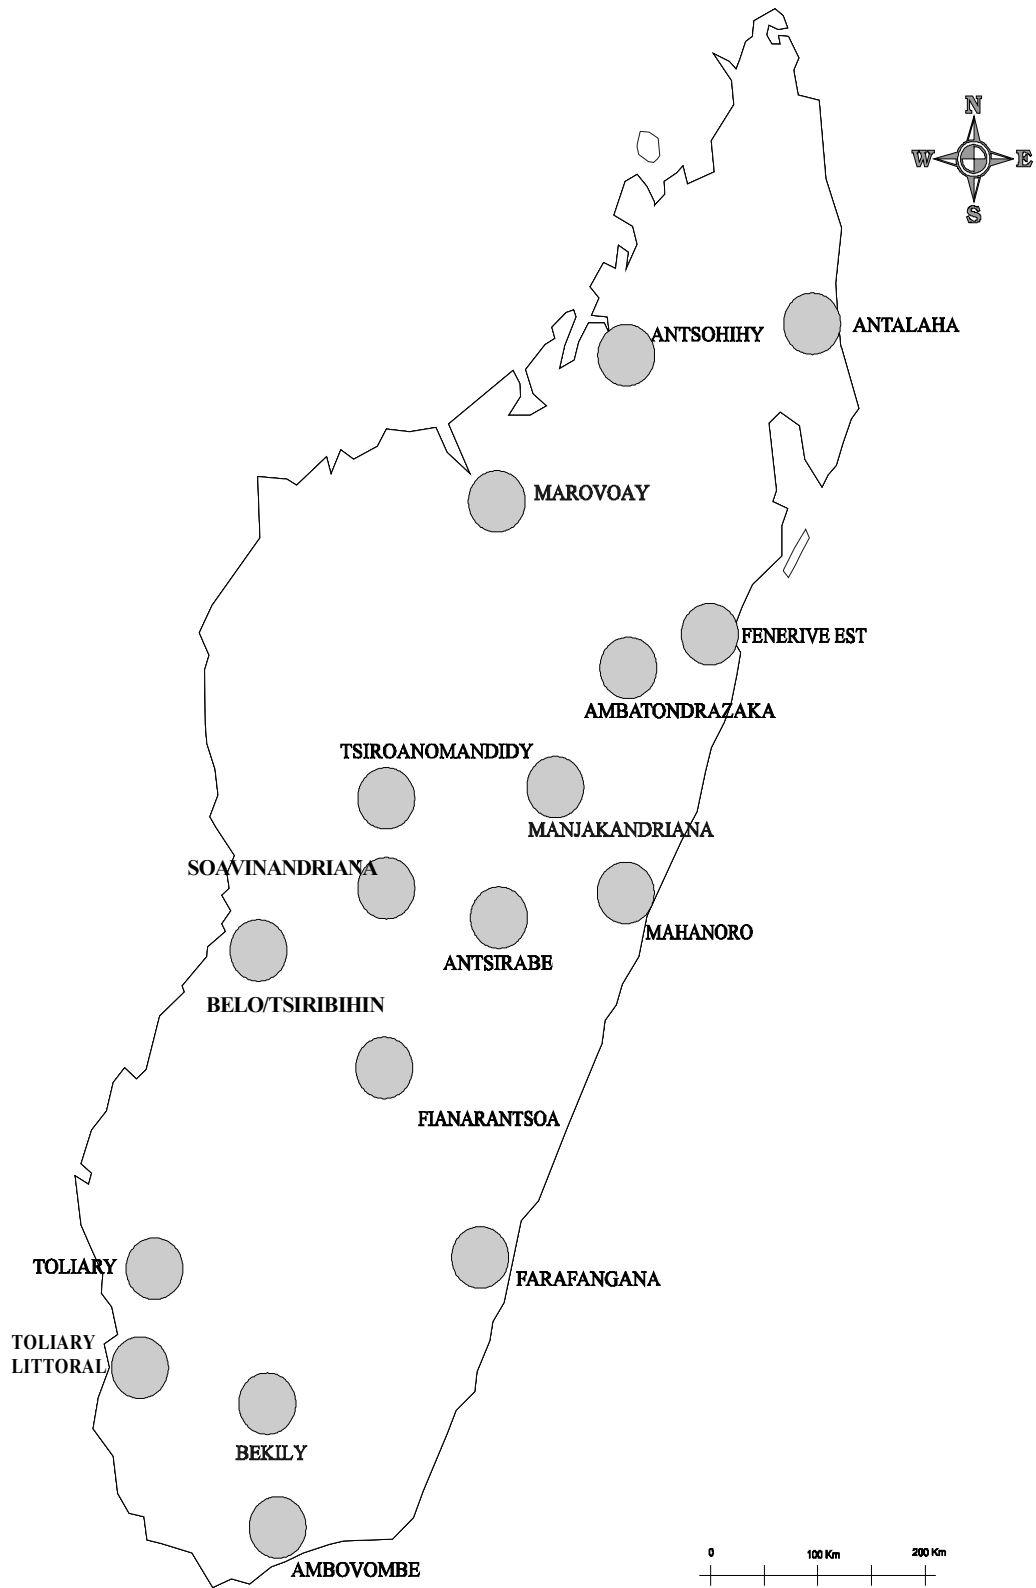 N
W E
S
ANTALAHA
ANTSOHIHY
MAROVOAY
FENERIVE EST
AMBATONDRAZAKA
TSIROANOMANDIDY
MANJAKANDRIANA
SOAVINANDRIANA
MAHANORO
ANTSIRABE
BELO/TSIRIBIHIN
FIANARANTSOA
TOLIARY
FARAFANGANA
TOLIARY
LITTORAL
BEKILY
AMBOVOMBE
0 100 Km 200 Km